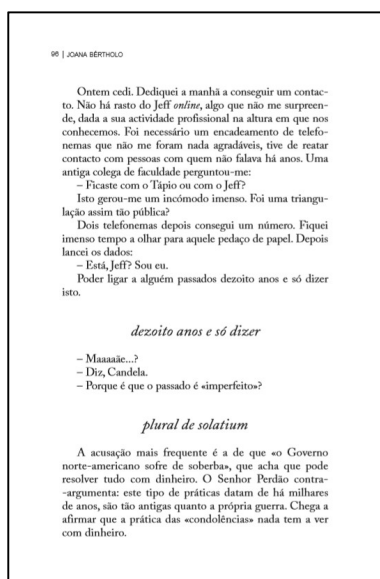 96 | JOANA BÉRTHOLO
Ontem cedi. Dediquei a manhã a conseguir um contac-
to. Não há rasto do Jeff online, algo que não me surpreen-
de, dada a sua actividade profissional na altura em que nos
conhecemos. Foi necessário um encadeamento de telefo-
nemas que não me foram nada agradáveis, tive de reatar
contacto com pessoas com quem não falava há anos. Uma
antiga colega de faculdade perguntou-me:
– Ficaste com o Tápio ou com o Jeff?
Isto gerou-me um incómodo imenso. Foi uma triangu-
lação assim tão pública?
Dois telefonemas depois consegui um número. Fiquei
imenso tempo a olhar para aquele pedaço de papel. Depois
lancei os dados:
– Está, Jeff? Sou eu.
Poder ligar a alguém passados dezoito anos e só dizer
isto.
dezoito anos e só dizer
– Maaaaãe...?
– Diz, Candela.
– Porque é que o passado é «imperfeito»?
plural de solatium
A acusação mais frequente é a de que «o Governo
norte-americano sofre de soberba», que acha que pode
resolver tudo com dinheiro. O Senhor Perdão contra-
-argumenta: este tipo de práticas datam de há milhares
de anos, são tão antigas quanto a própria guerra. Chega a
afirmar que a prática das «condolências» nada tem a ver
com dinheiro.